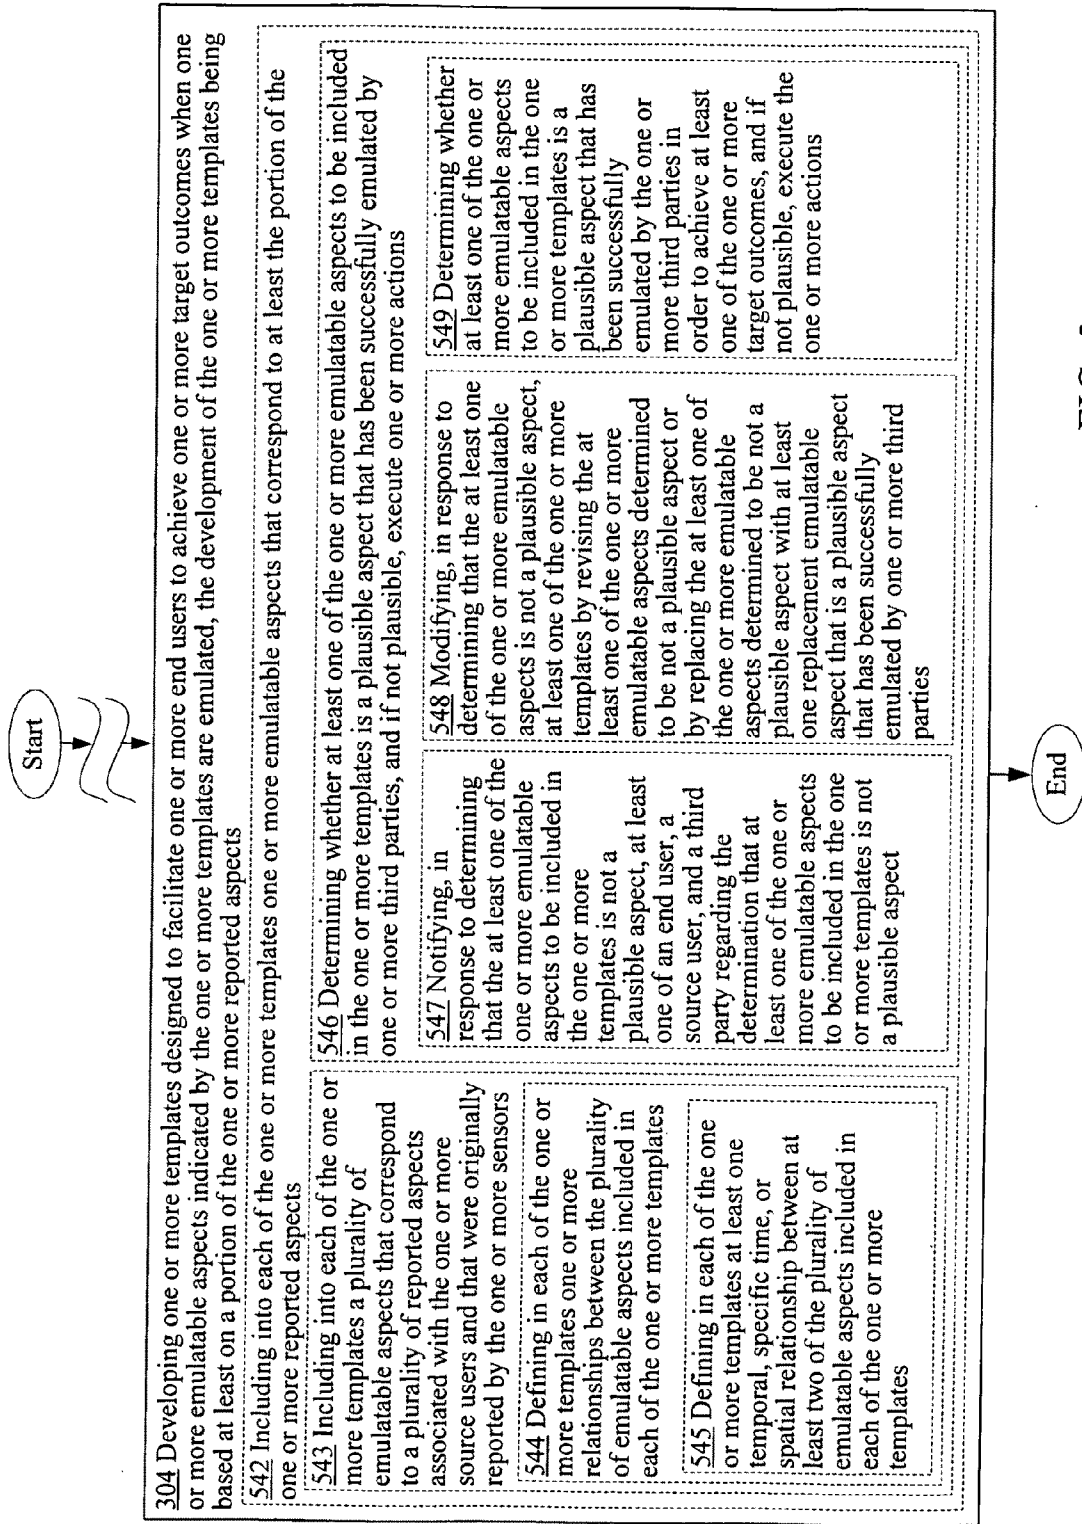 Start
304 Developing one or more templates designed to facilitate one or more end users to achieve one or more target outcomes when one
or more emulatable aspects indicated by the one or more templates are emulated, the development of the one or more templates being
based at least on a portion of the one or more reported aspects
542 Including into each of the one or more templates one or more emulatable aspects that correspond to at least the portion of the
one or more reported aspects
543 Including into each of the one or
more templates a plurality of
emulatable aspects that correspond
to a plurality of reported aspects
associated with the one or more
source users and that were originally
reported by the one or more sensors
544 Defining in each of the one or
more templates one or more
relationships between the plurality
of emulatable aspects included in
each of the one or more templates
545 Defining in each of the one
or more templates at least one
temporal, specific time, or
spatial relationship between at
least two of the plurality of
emulatable aspects included in
each of the one or more
templates
546 Determining whether at least one of the one or more emulatable aspects to be included
in the one or more templates is a plausible aspect that has been successfully emulated by
one or more third parties, and if not plausible, execute one or more actions
547 Notifying, in
response to determining
that the at least one of the
one or more emulatable
aspects to be included in
the one or more
templates is not a
plausible aspect, at least
one of an end user, a
source user, and a third
party regarding the
determination that at
least one of the one or
more emulatable aspects
to be included in the one
or more templates is not
a plausible aspect
548 Modifying, in response to
determining that the at least one
of the one or more emulatable
aspects is not a plausible aspect,
at least one of the one or more
templates by revising the at
least one of the one or more
emulatable aspects determined
to be not a plausible aspect or
by replacing the at least one of
the one or more emulatable
aspects determined to be not a
plausible aspect with at least
one replacement emulatable
aspect that is a plausible aspect
that has been successfully
emulated by one or more third
parties
549 Determining whether
at least one of the one or
more emulatable aspects
to be included in the one
or more templates is a
plausible aspect that has
been successfully
emulated by the one or
more third parties in
order to achieve at least
one of the one or more
target outcomes, and if
not plausible, execute the
one or more actions
End